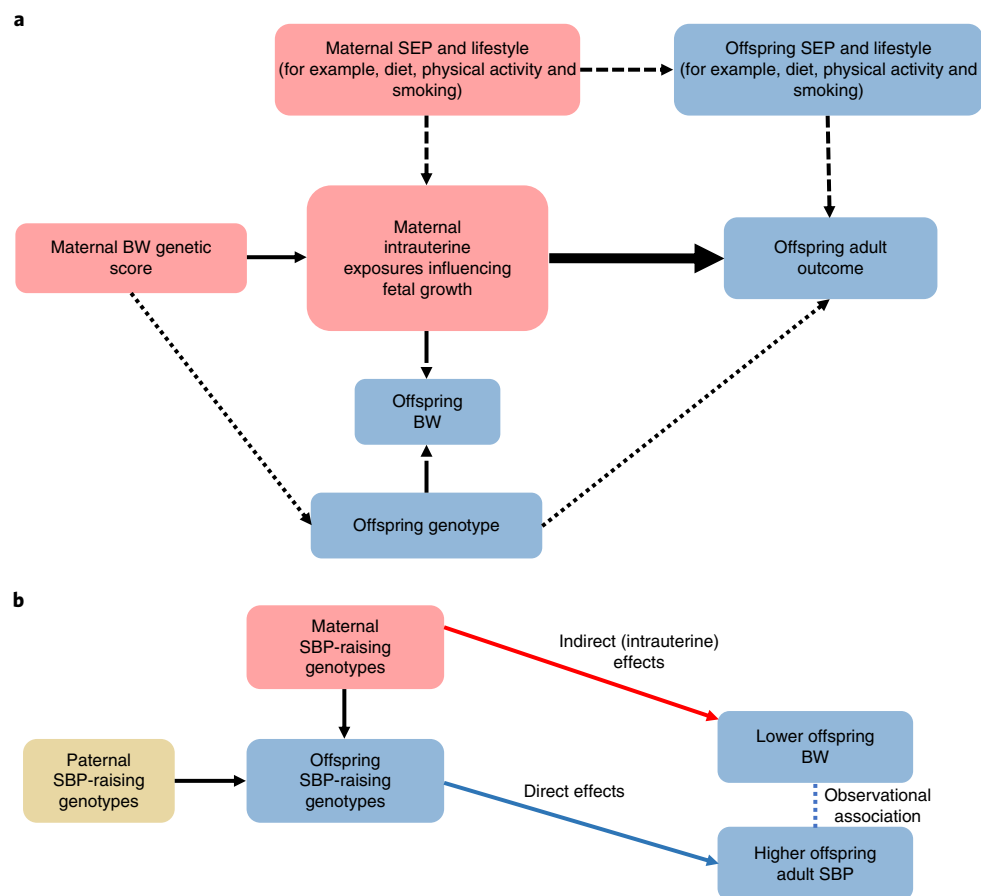 a
Maternal SEP and lifestyle
(for example, diet, physical activity and
smoking)
Offspring SEP and lifestyle
(for example, diet, physical activity and
smoking)
Maternal BW genetic
score
Maternal
intrauterine
exposures influencing
fetal growth
Offspring adult
outcome
Offspring
BW
Offspring genotype
b
Maternal
SBP-raising
genotypes
Indirect (intrauterine)
effects
Paternal
SBP-raising
genotypes
Offspring
SBP-raising
genotypes
Direct effects
Lower offspring
BW
Observational
association
Higher offspring
adult SBP